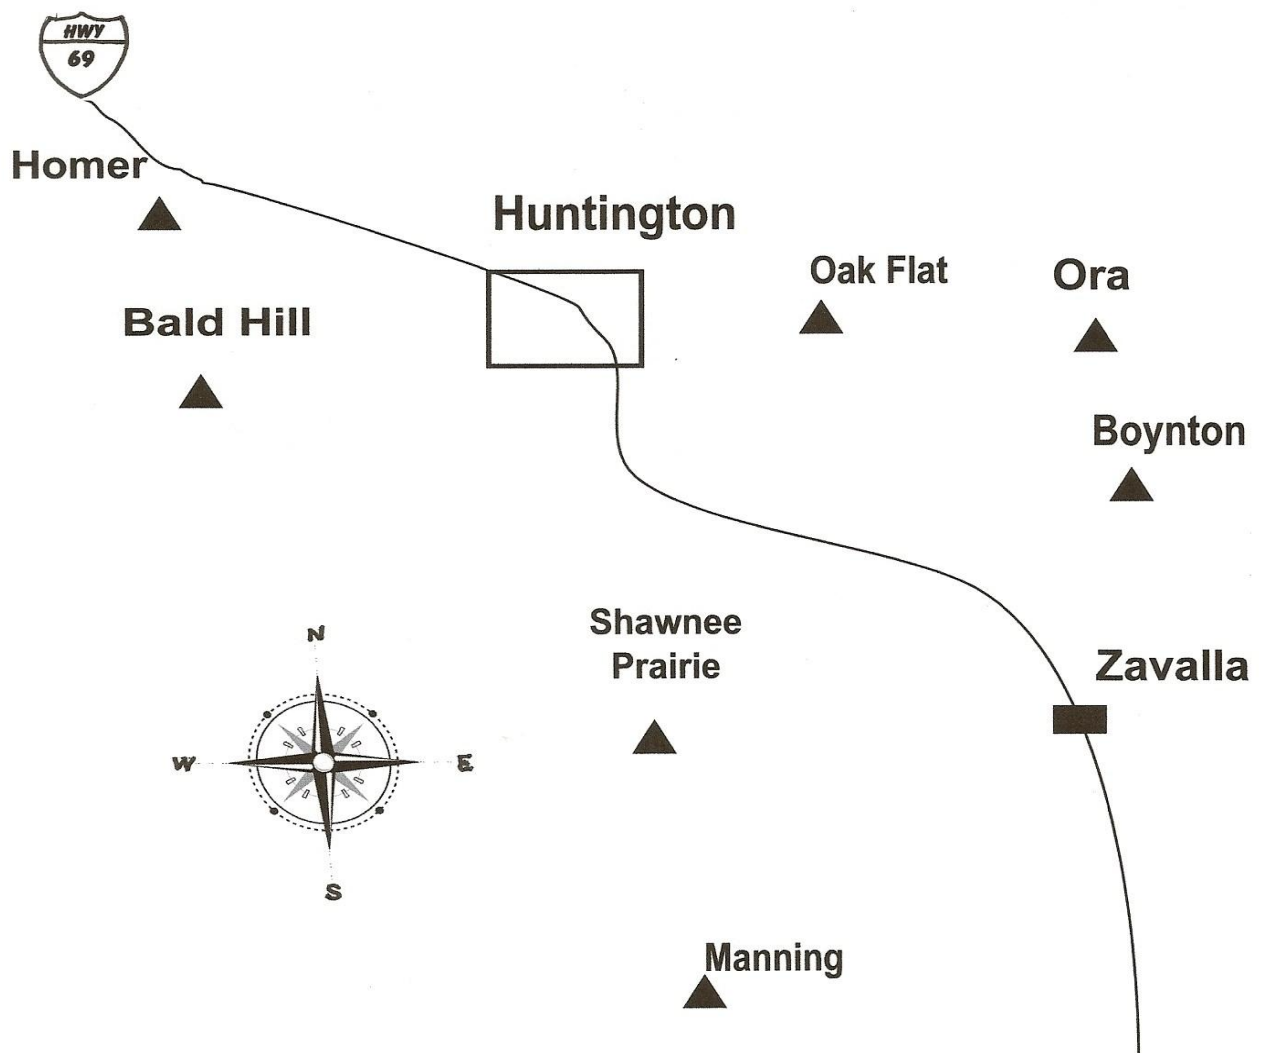 HWY
69
Homer
Huntington
Oak Flat
Ora
Bald Hill
Boynton
Shawnee
Prairie
N
Zavalla
W
E
S
Manning